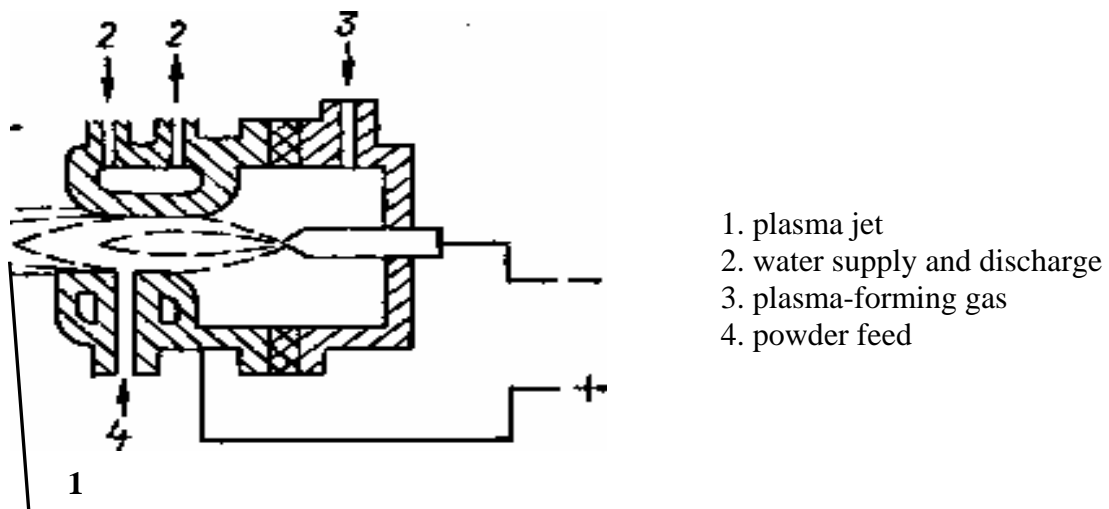 2 2 3
1. plasma jet
2. water supply and discharge
3. plasma-forming gas
4. powder feed
−
+
4
1